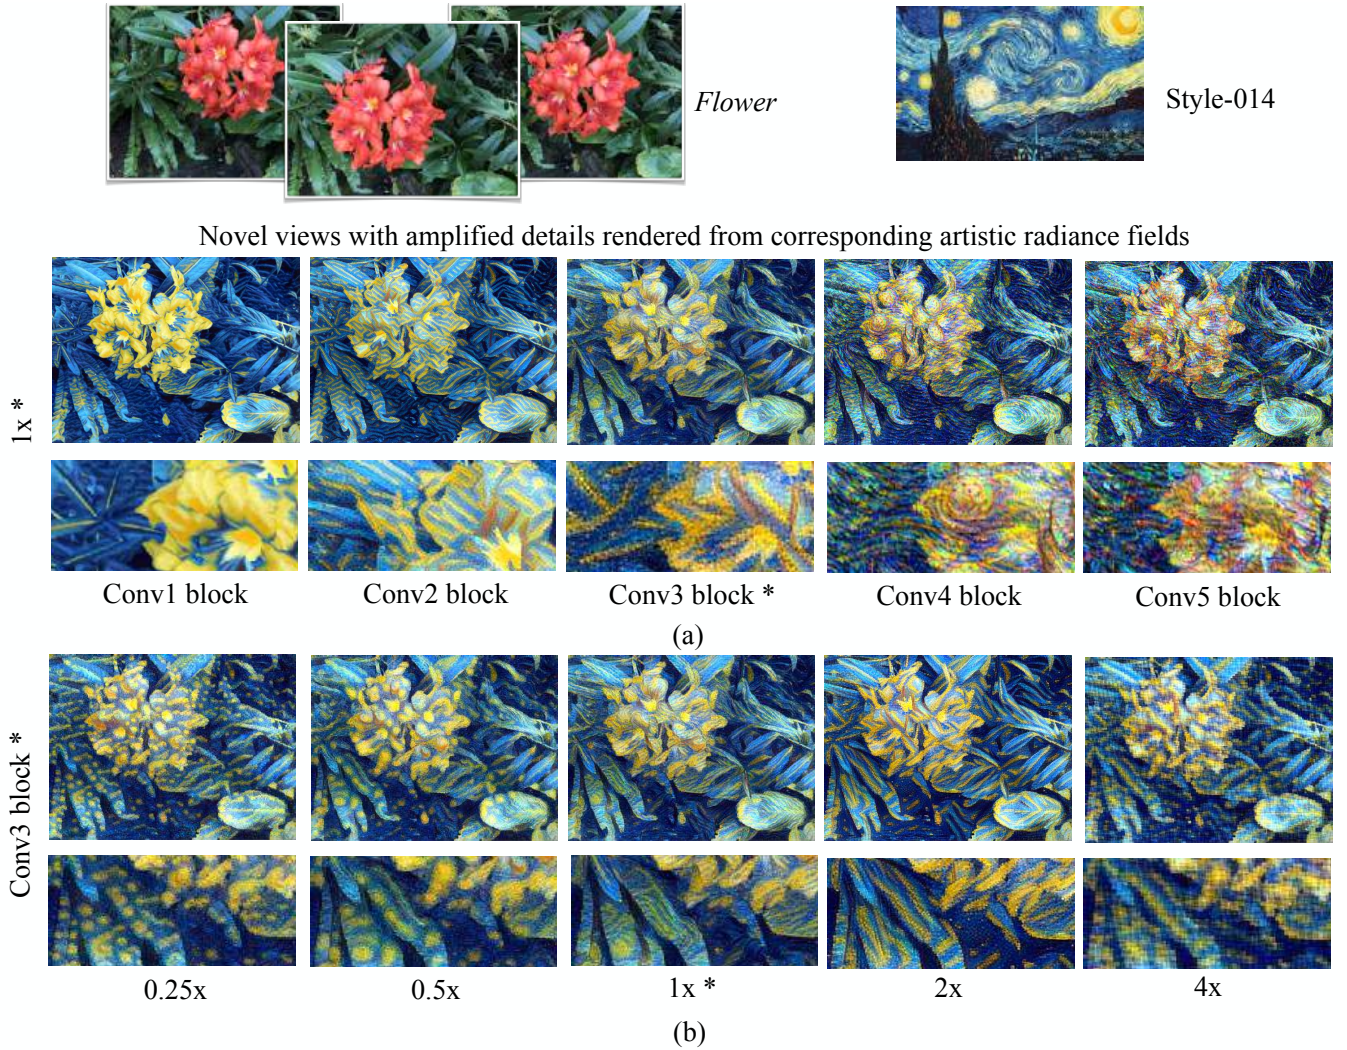 Flower
Style-014
Novel views with amplified details rendered from corresponding artistic radiance fields
1x *
Conv1 block
Conv2 block
Conv3 block *
Conv4 block
Conv5 block
(a)
Conv3 block *
0.25x
0.5x
1x *
2x
4x
(b)